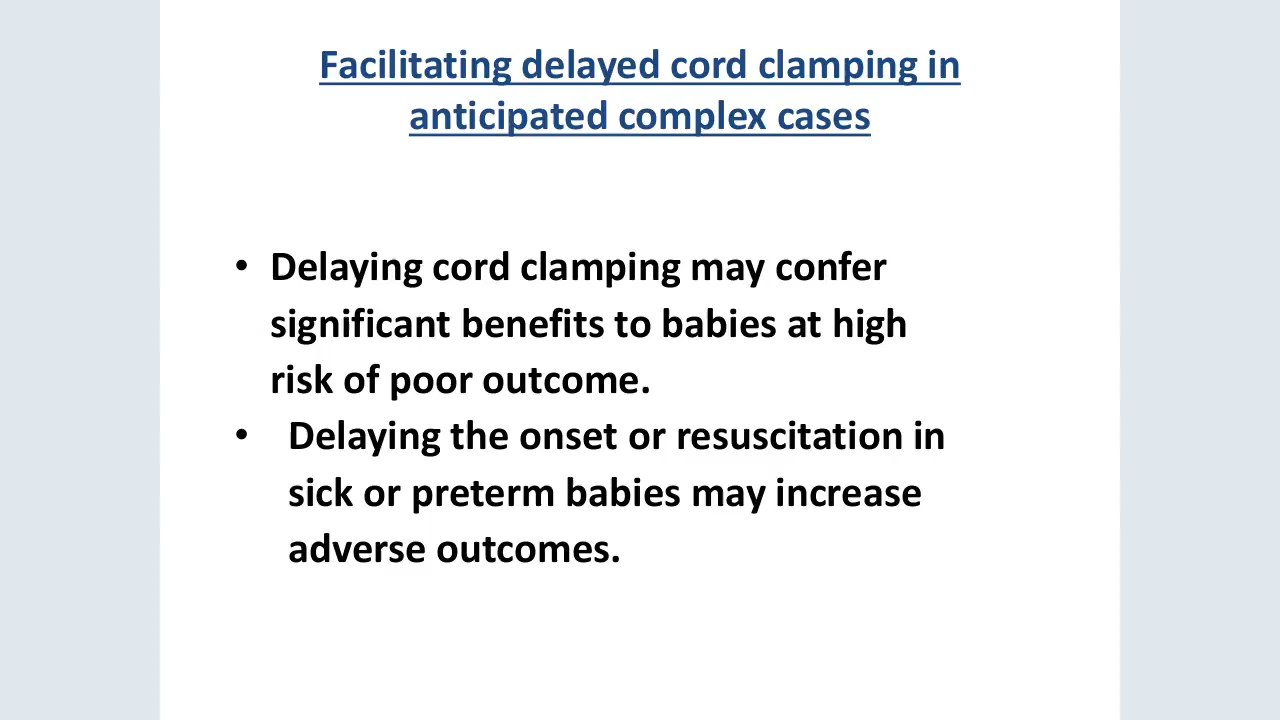 Facilitating delayed cord clamping in
anticipated complex cases
• Delaying cord clamping may confer
significant benefits to babies at high
risk of poor outcome.
• Delaying the onset or resuscitation in
sick or preterm babies may increase
adverse outcomes.